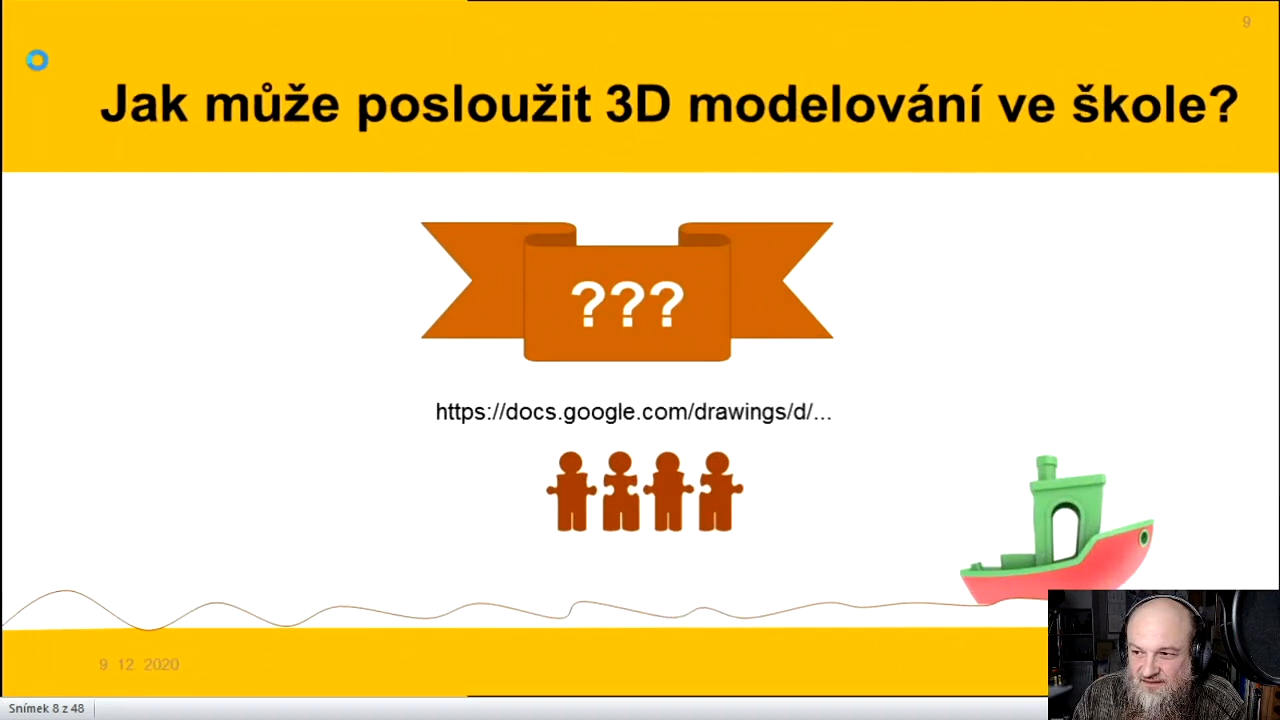 9
Jak může posloužit 3D modelování ve škole?
???
https://docs.google.com/drawings/d/...
9 12 2020
Snímek 8 z 48